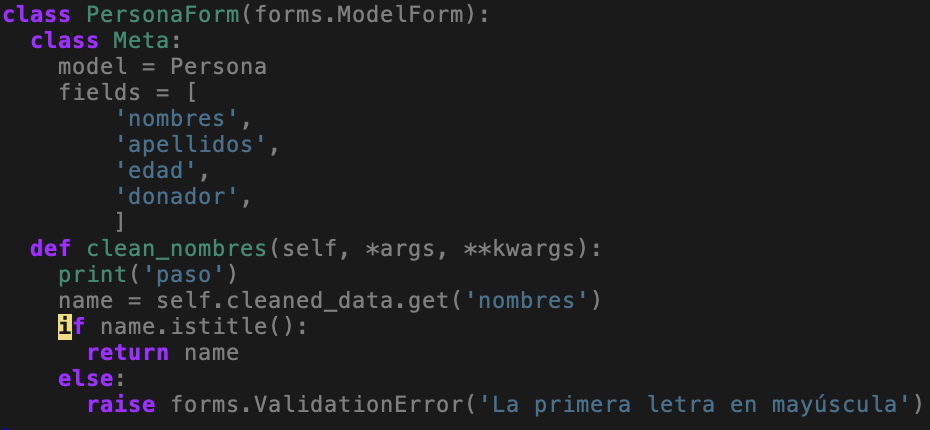 class PersonaForm(forms.ModelForm):
  class Meta:
    model = Persona
    fields = [
        'nombres',
        'apellidos',
        'edad',
        'donador',
        ]
  def clean_nombres(self, *args, **kwargs):
    print('paso')
    name = self.cleaned_data.get('nombres')
    if name.istitle():
      return name
    else:
      raise forms.ValidationError('La primera letra en mayúscula')